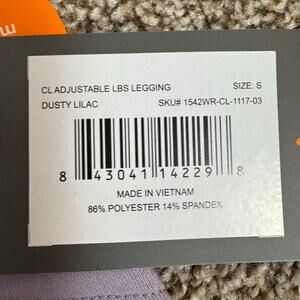 CL ADJUSTABLE LBS LEGGING SIZE: S
DUSTY LILAC SKU# 1542WR-CL-1117-03
8 43041 14229 8
MADE IN VIETNAM
86% POLYESTER 14% SPANDEX